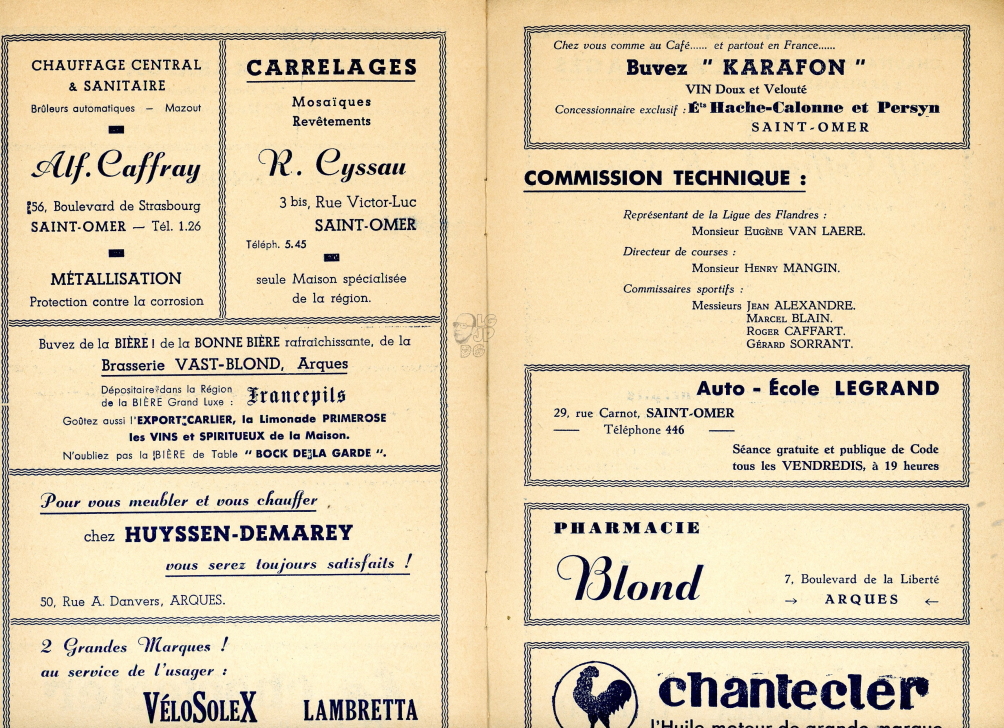 CHAUFFAGE CENTRAL
& SANITAIRE
Brûleurs automatiques — Mazout
Alf. Caffray
56, Boulevard de Strasbourg
SAINT-OMER — Tél. 1.26
MÉTALLISATION
Protection contre la corrosion
CARRELAGES
Mosaïques
Revêtements
R. Cyssau
3 bis, Rue Victor-Luc
SAINT-OMER
Téléph. 5.45
seule Maison spécialisée
de la région.
Buvez de la BIÈRE ! de la BONNE BIÈRE rafraichissante, de la
Brasserie VAST-BLOND, Arques
Dépositaire dans la Région
de la BIÈRE Grand Luxe : Francepils
Goûtez aussi l'EXPORT CARLIER, la Limonade PRIMEROSE
les VINS et SPIRITUEUX de la Maison.
N'oubliez pas la BIÈRE de Table " BOCK DE LA GARDE ".
Pour vous meubler et vous chauffer
chez HUYSSEN-DEMAREY
vous serez toujours satisfaits !
50, Rue A. Danvers, ARQUES.
2 Grandes Marques !
au service de l'usager :
VÉLOSOLEX LAMBRETTA
Chez vous comme au Café...... et partout en France......
Buvez " KARAFON "
VIN Doux et Velouté
Concessionnaire exclusif : Éts Hache-Calonne et Persyn
SAINT-OMER
COMMISSION TECHNIQUE :
Représentant de la Ligue des Flandres :
Monsieur EUGÈNE VAN LAERE.
Directeur de courses :
Monsieur HENRY MANGIN.
Commissaires sportifs :
Messieurs JEAN ALEXANDRE.
MARCEL BLAIN.
ROGER CAFFART.
GÉRARD SORRANT.
Auto - École LEGRAND
29, rue Carnot, SAINT-OMER
Téléphone 446
Séance gratuite et publique de Code
tous les VENDREDIS, à 19 heures
PHARMACIE
Blond
7, Boulevard de la Liberté
→ ARQUES ←
chantecler
l'Huile moteur de grande marque